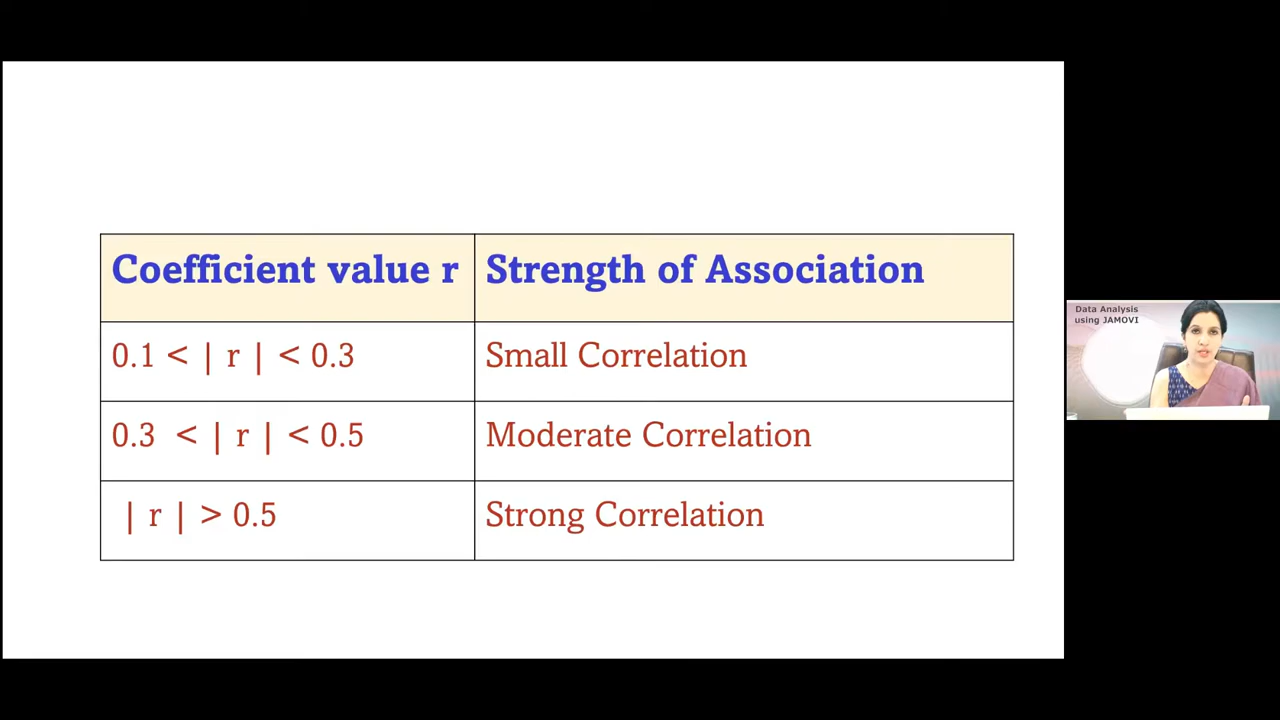 Coefficient value r
Strength of Association
0.1 < | r | < 0.3
Small Correlation
0.3 < | r | < 0.5
Moderate Correlation
| r | > 0.5
Strong Correlation
Data Analysis
using JAMOVI